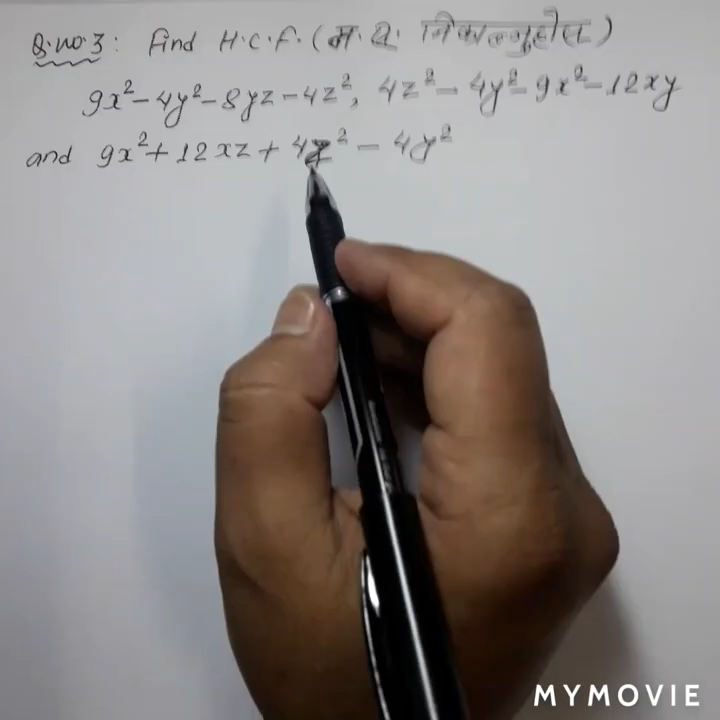 Q.no.3: Find H.C.F. (म.स. निकाल्नुहोस)
9x²-4y²-8yz-4z², 4z²-4y²-9x²-12xy
and 9x²+12xz+4z²-4y²
MYMOVIE